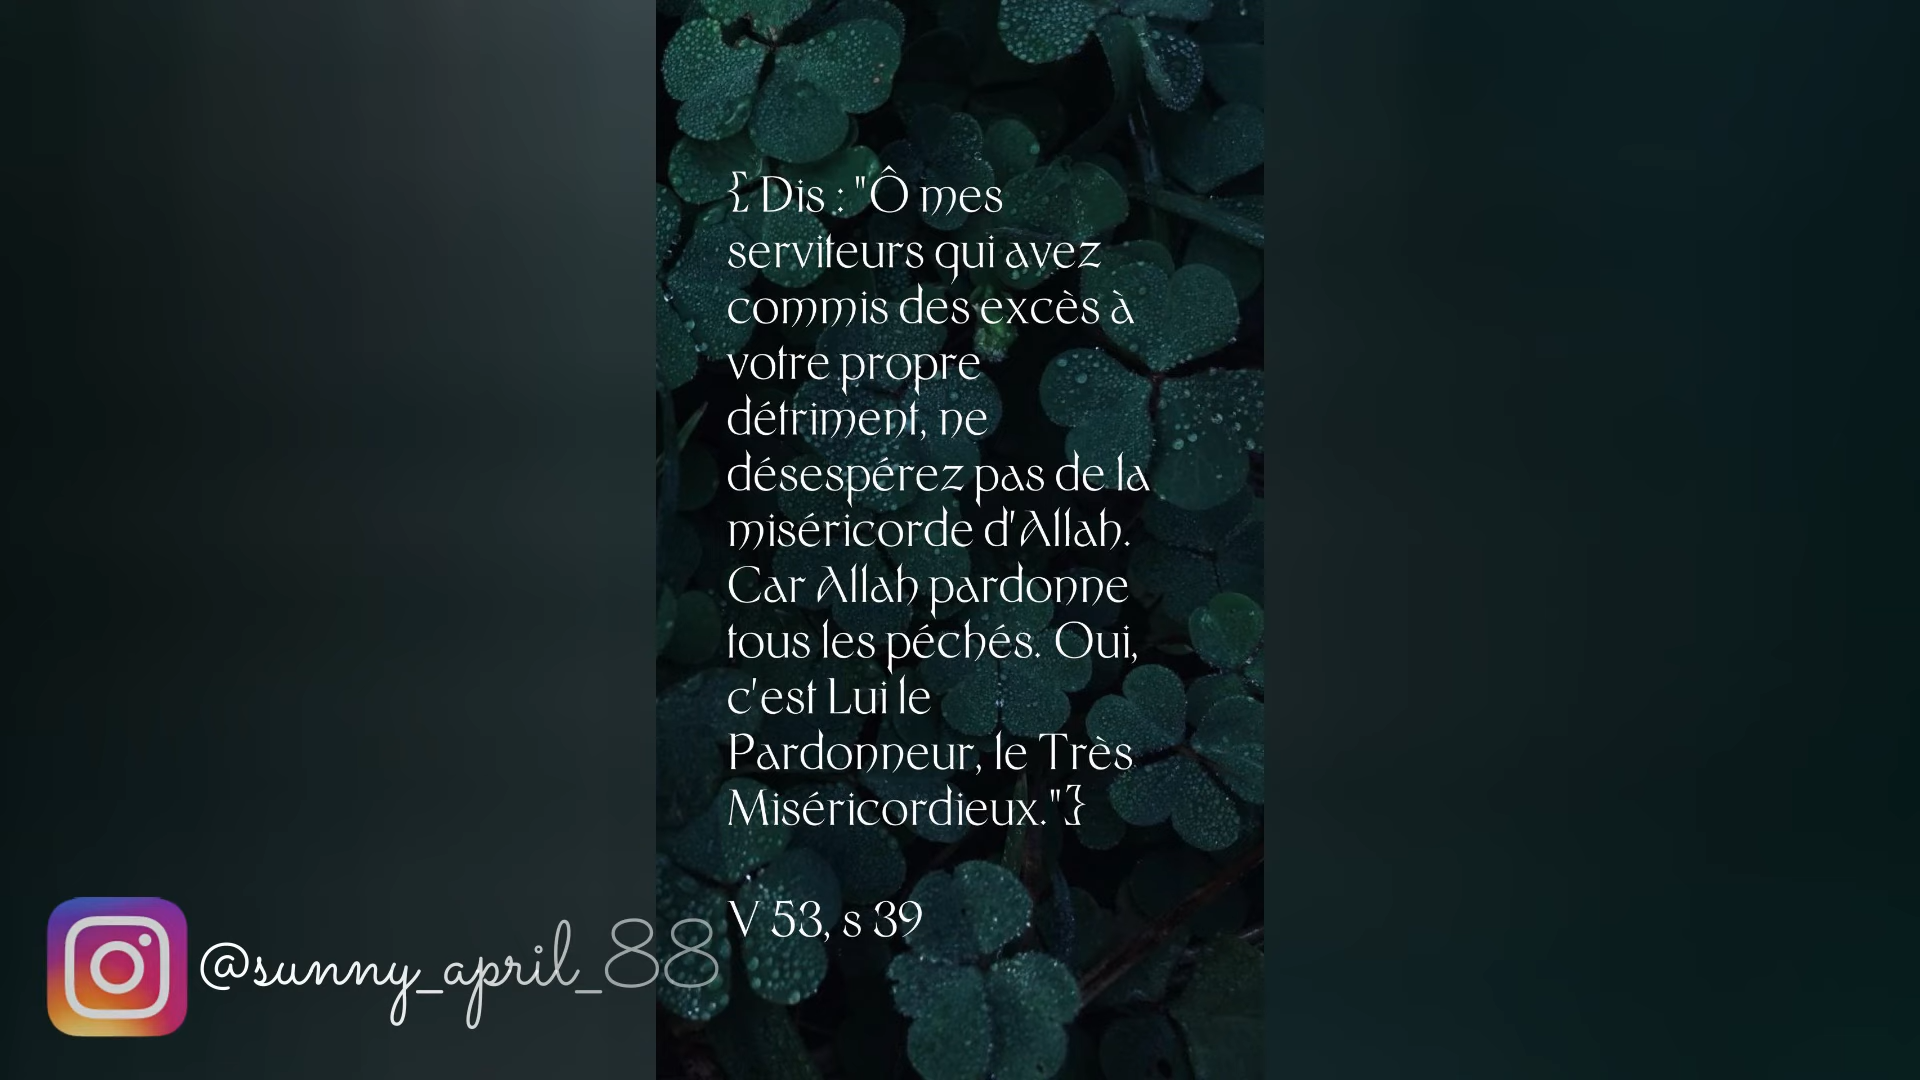 { Dis : "Ô mes
serviteurs qui avez
commis des excès à
votre propre
détriment, ne
désespérez pas de la
miséricorde d'Allah.
Car Allah pardonne
tous les péchés. Oui,
c'est Lui le
Pardonneur, le Très
Miséricordieux."}
V 53, s 39
@sunny_april_88